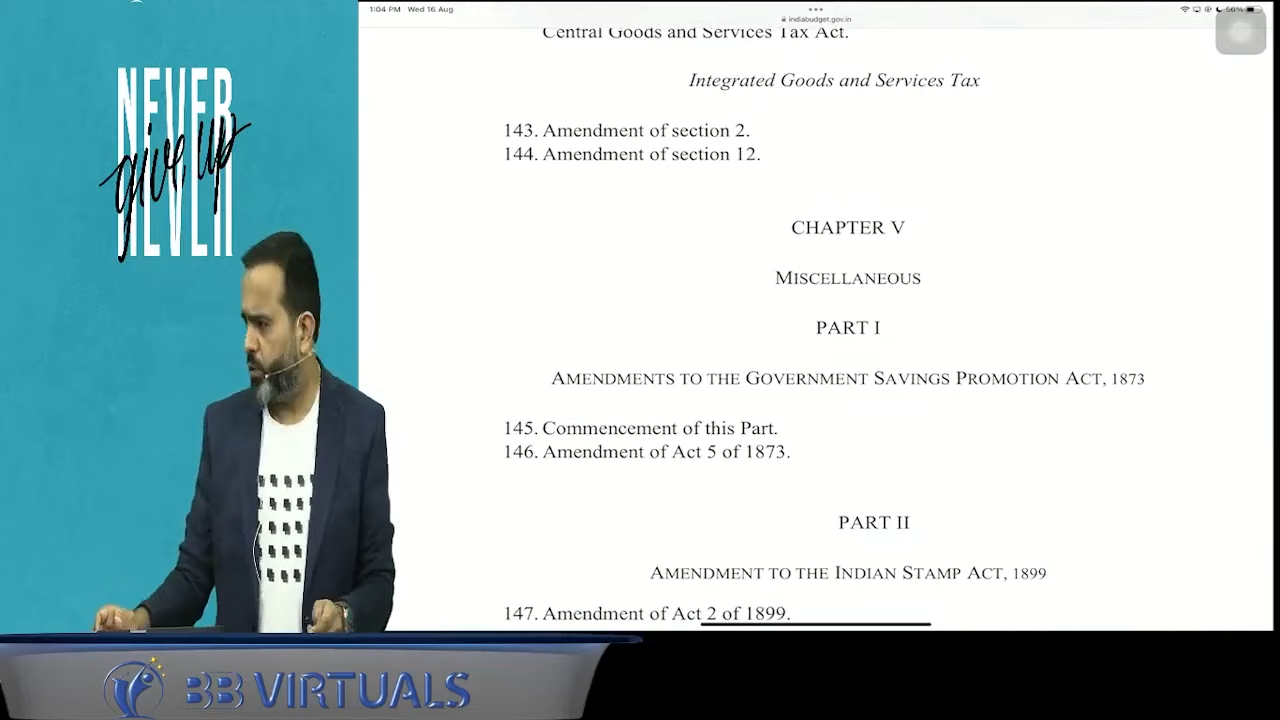 1:04 PM Wed 16 Aug
indiabudget.gov.in
56%
Central Goods and Services Tax Act.
Integrated Goods and Services Tax
143. Amendment of section 2.
144. Amendment of section 12.
CHAPTER V
MISCELLANEOUS
PART I
AMENDMENTS TO THE GOVERNMENT SAVINGS PROMOTION ACT, 1873
145. Commencement of this Part.
146. Amendment of Act 5 of 1873.
PART II
AMENDMENT TO THE INDIAN STAMP ACT, 1899
147. Amendment of Act 2 of 1899.
NEVER
give up
NEVER
BB VIRTUALS